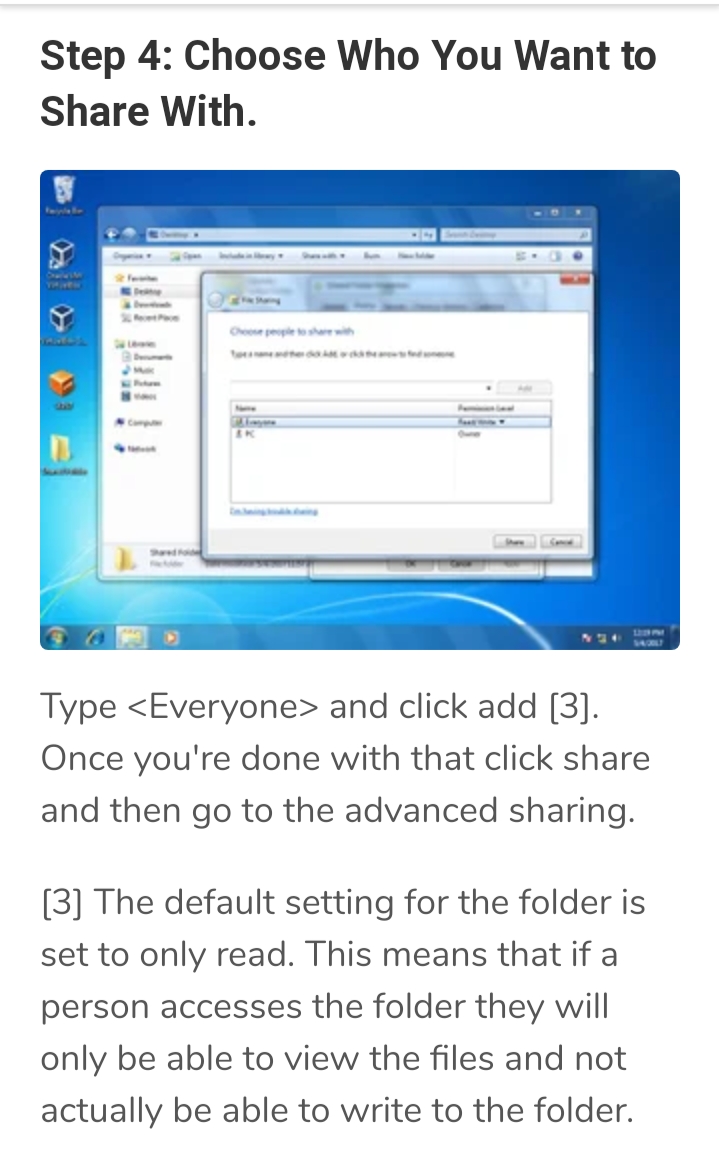 Step 4: Choose Who You Want to
Share With.
Recycle Bin
Desktop
Search Desktop
Organize
Open
Include in library
Share with
Burn
New folder
Favorites
Desktop
Downloads
Recent Places
Libraries
Documents
Music
Pictures
Videos
Computer
Network
File Sharing
Choose people to share with
Type a name and then click Add, or click the arrow to find someone.
Add
Name
Permission Level
Everyone
Read/Write
PC
Owner
I'm having trouble sharing
Share
Cancel
Shared Folder
File folder
OK
Cancel
12:19 PM
5/4/2017
Type <Everyone> and click add [3].
Once you're done with that click share
and then go to the advanced sharing.
[3] The default setting for the folder is
set to only read. This means that if a
person accesses the folder they will
only be able to view the files and not
actually be able to write to the folder.